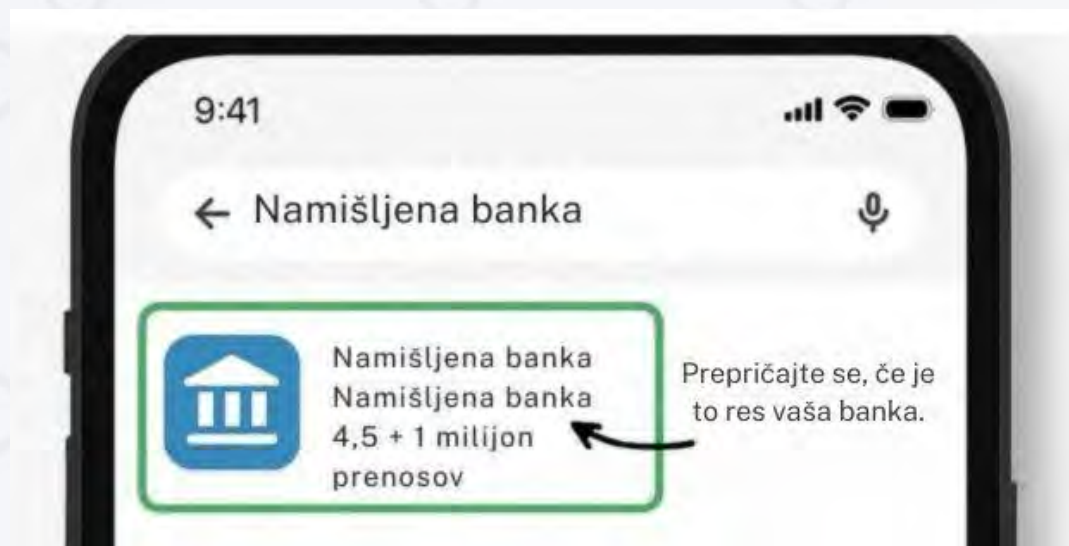 9:41
Namišljena banka
Namišljena banka
Namišljena banka
4,5 + 1 milijon
prenosov
Prepričajte se, če je
to res vaša banka.